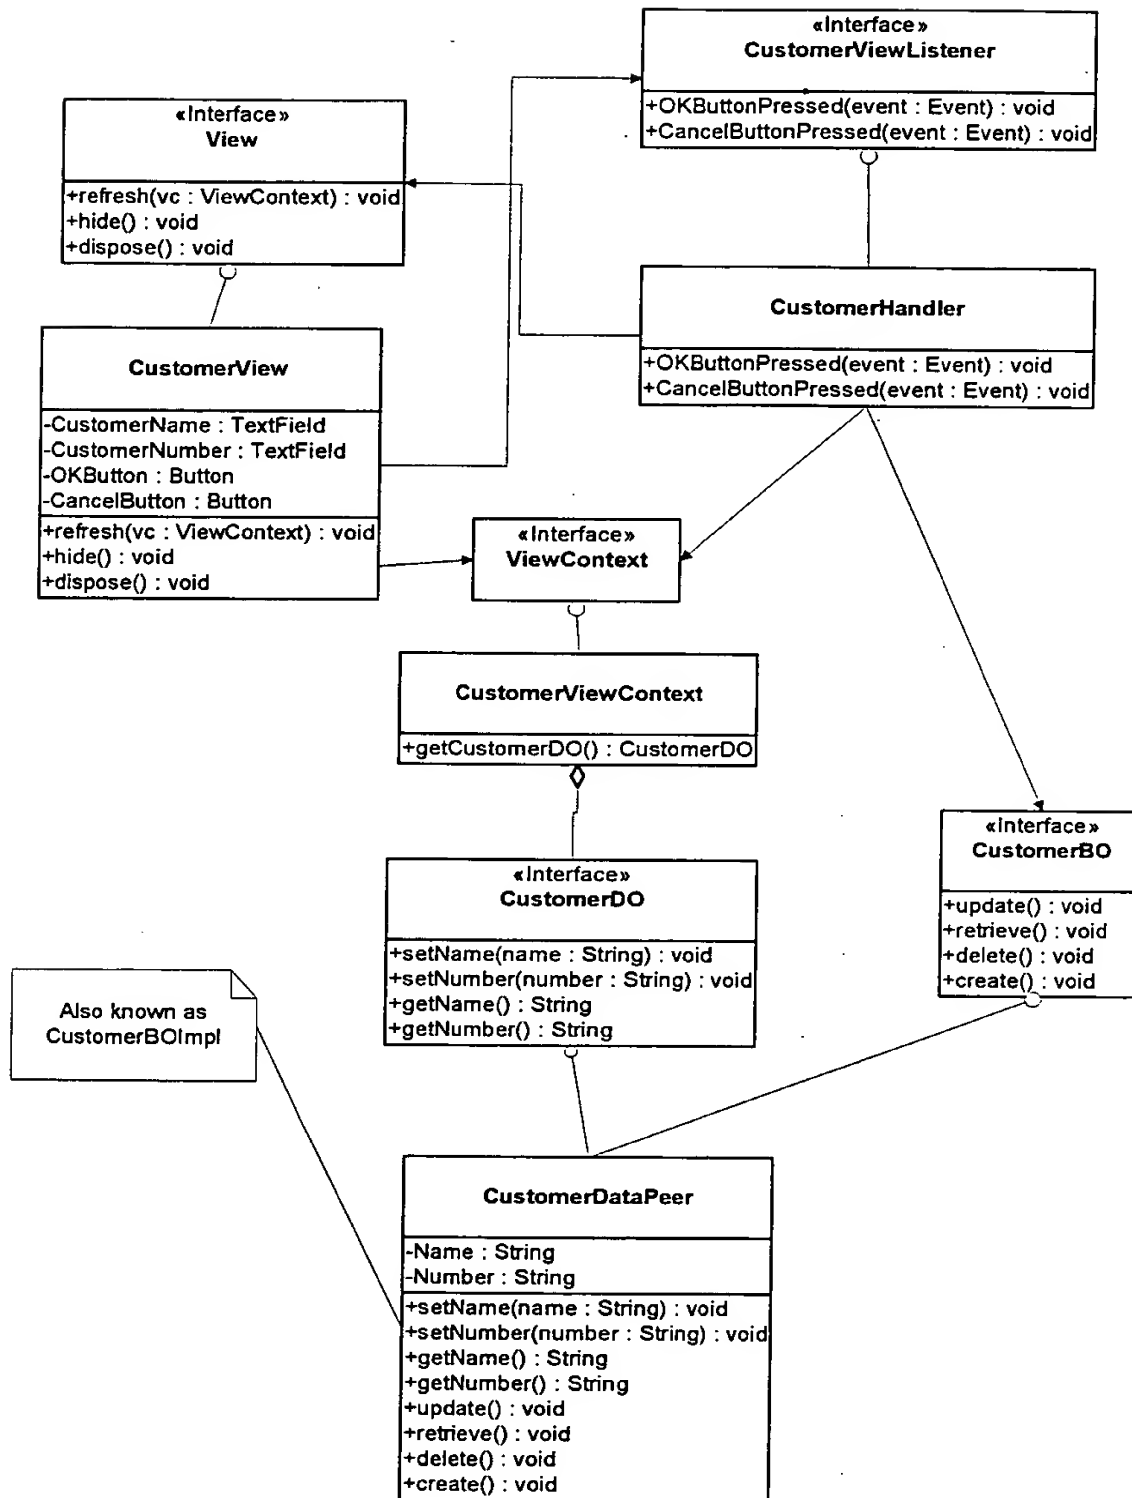 «Interface»
CustomerViewListener
+OKButtonPressed(event : Event) : void
+CancelButtonPressed(event : Event) : void
«Interface»
View
+refresh(vc : ViewContext) : void
+hide() : void
+dispose() : void
CustomerHandler
+OKButtonPressed(event : Event) : void
+CancelButtonPressed(event : Event) : void
CustomerView
-CustomerName : TextField
-CustomerNumber : TextField
-OKButton : Button
-CancelButton : Button
+refresh(vc : ViewContext) : void
+hide() : void
+dispose() : void
«Interface»
ViewContext
CustomerViewContext
+getCustomerDO() : CustomerDO
«Interface»
CustomerBO
+update() : void
+retrieve() : void
+delete() : void
+create() : void
«Interface»
CustomerDO
+setName(name : String) : void
+setNumber(number : String) : void
+getName() : String
+getNumber() : String
Also known as
CustomerBOImpl
CustomerDataPeer
-Name : String
-Number : String
+setName(name : String) : void
+setNumber(number : String) : void
+getName() : String
+getNumber() : String
+update() : void
+retrieve() : void
+delete() : void
+create() : void